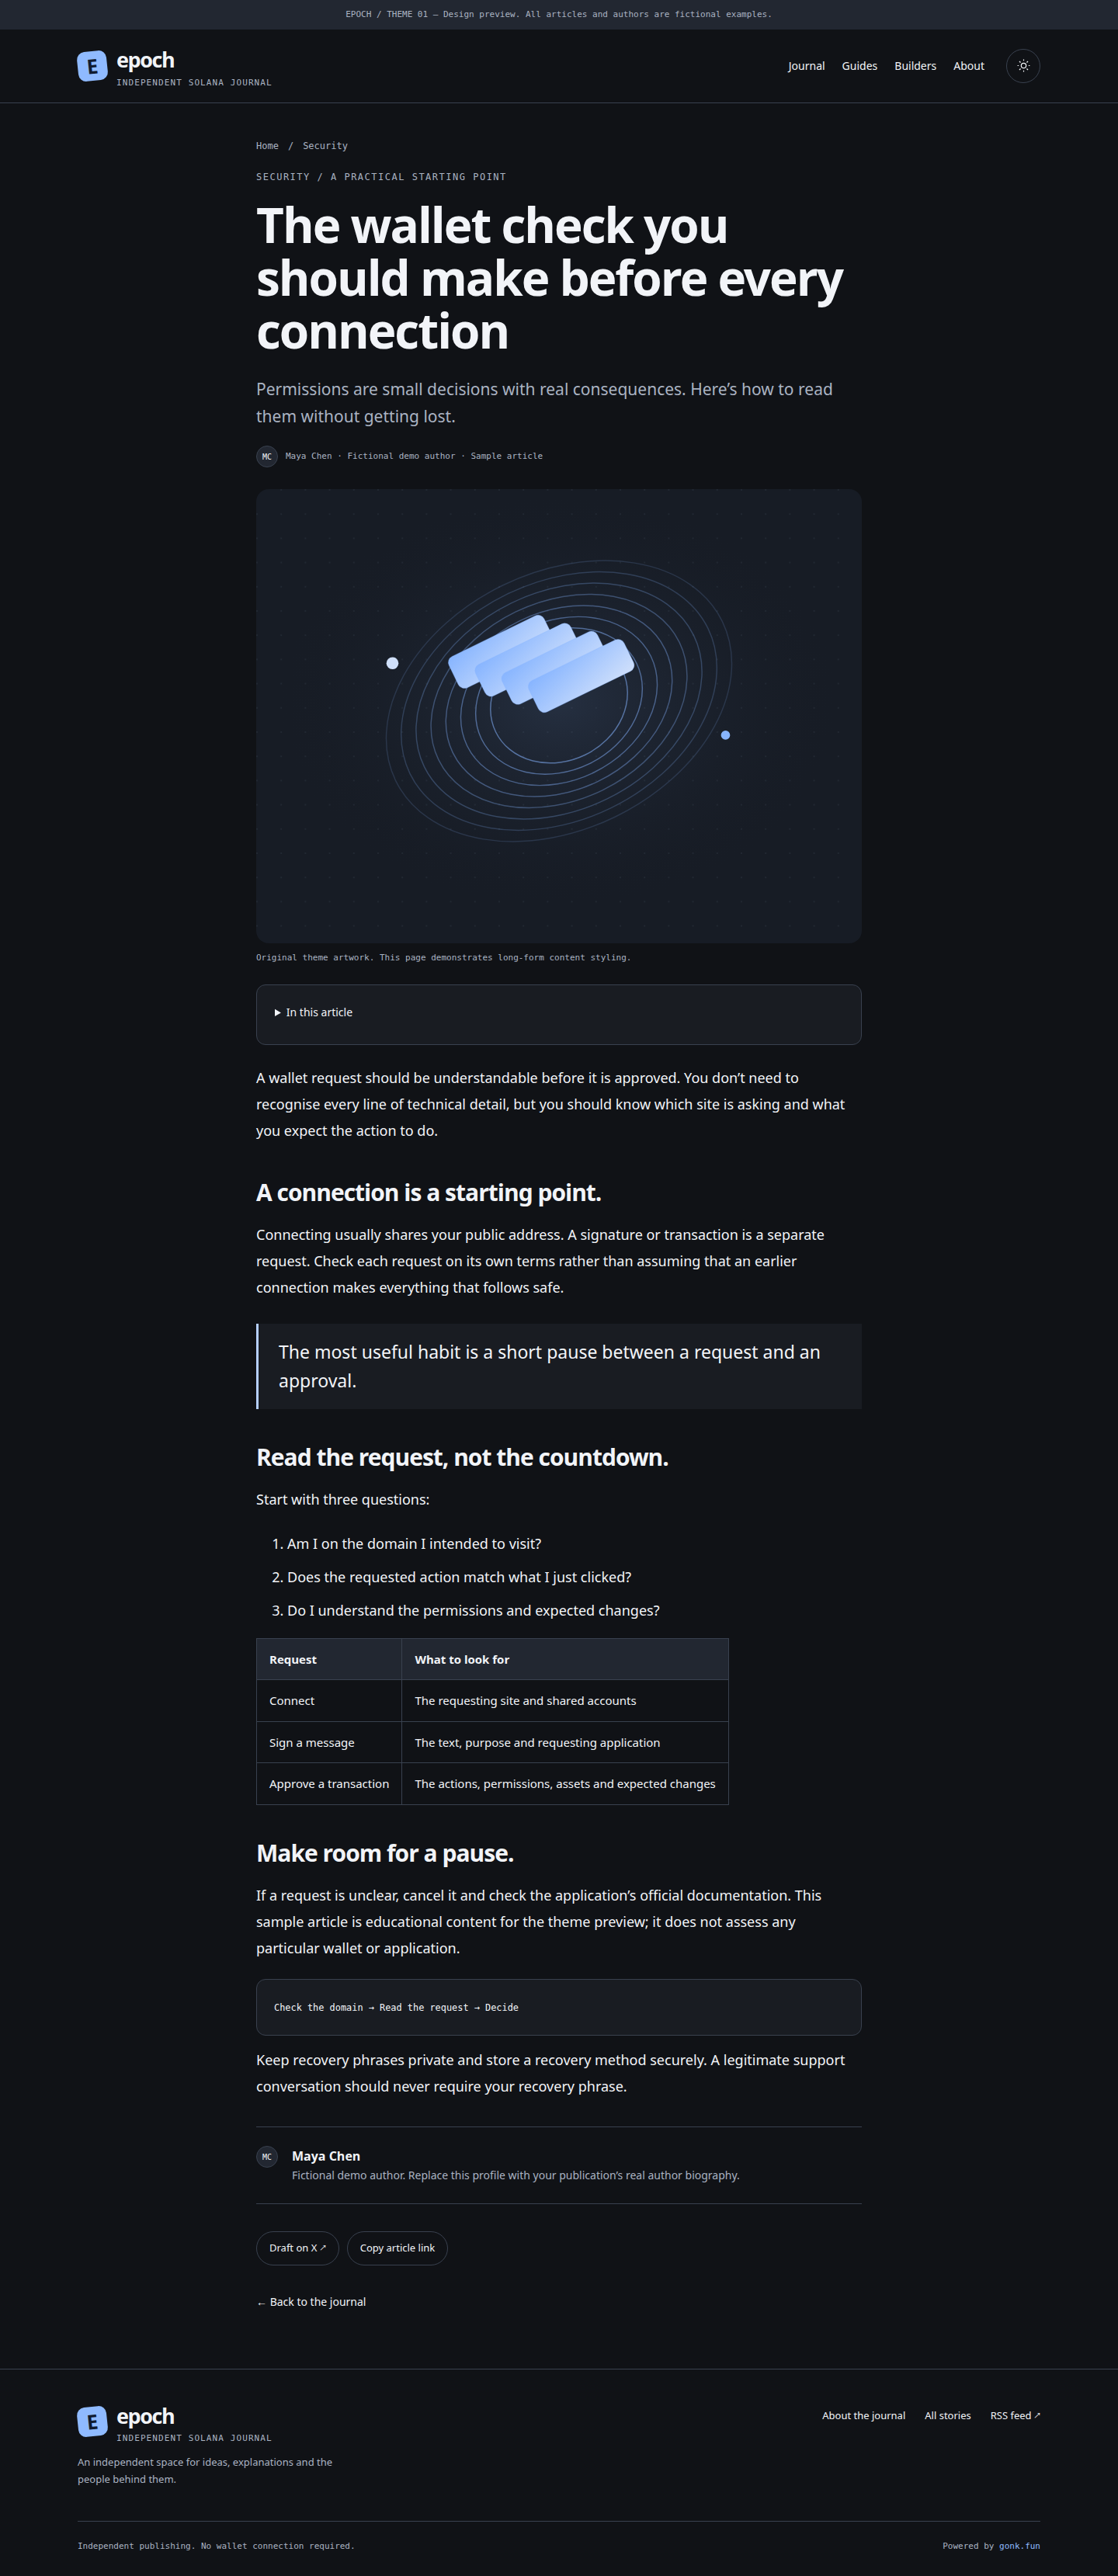 EPOCH / THEME 01 — Design preview. All articles and authors are fictional examples.
E
epoch
INDEPENDENT SOLANA JOURNAL
Journal
Guides
Builders
About
Home / Security
SECURITY / A PRACTICAL STARTING POINT
The wallet check you
should make before every
connection
Permissions are small decisions with real consequences. Here’s how to read
them without getting lost.
MC
Maya Chen · Fictional demo author · Sample article
Original theme artwork. This page demonstrates long-form content styling.
▶ In this article
A wallet request should be understandable before it is approved. You don’t need to
recognise every line of technical detail, but you should know which site is asking and what
you expect the action to do.
A connection is a starting point.
Connecting usually shares your public address. A signature or transaction is a separate
request. Check each request on its own terms rather than assuming that an earlier
connection makes everything that follows safe.
The most useful habit is a short pause between a request and an
approval.
Read the request, not the countdown.
Start with three questions:
1. Am I on the domain I intended to visit?
2. Does the requested action match what I just clicked?
3. Do I understand the permissions and expected changes?
Request
What to look for
Connect
The requesting site and shared accounts
Sign a message
The text, purpose and requesting application
Approve a transaction
The actions, permissions, assets and expected changes
Make room for a pause.
If a request is unclear, cancel it and check the application’s official documentation. This
sample article is educational content for the theme preview; it does not assess any
particular wallet or application.
Check the domain → Read the request → Decide
Keep recovery phrases private and store a recovery method securely. A legitimate support
conversation should never require your recovery phrase.
MC
Maya Chen
Fictional demo author. Replace this profile with your publication’s real author biography.
Draft on X ↗
Copy article link
← Back to the journal
E
epoch
INDEPENDENT SOLANA JOURNAL
An independent space for ideas, explanations and the
people behind them.
About the journal
All stories
RSS feed ↗
Independent publishing. No wallet connection required.
Powered by gonk.fun